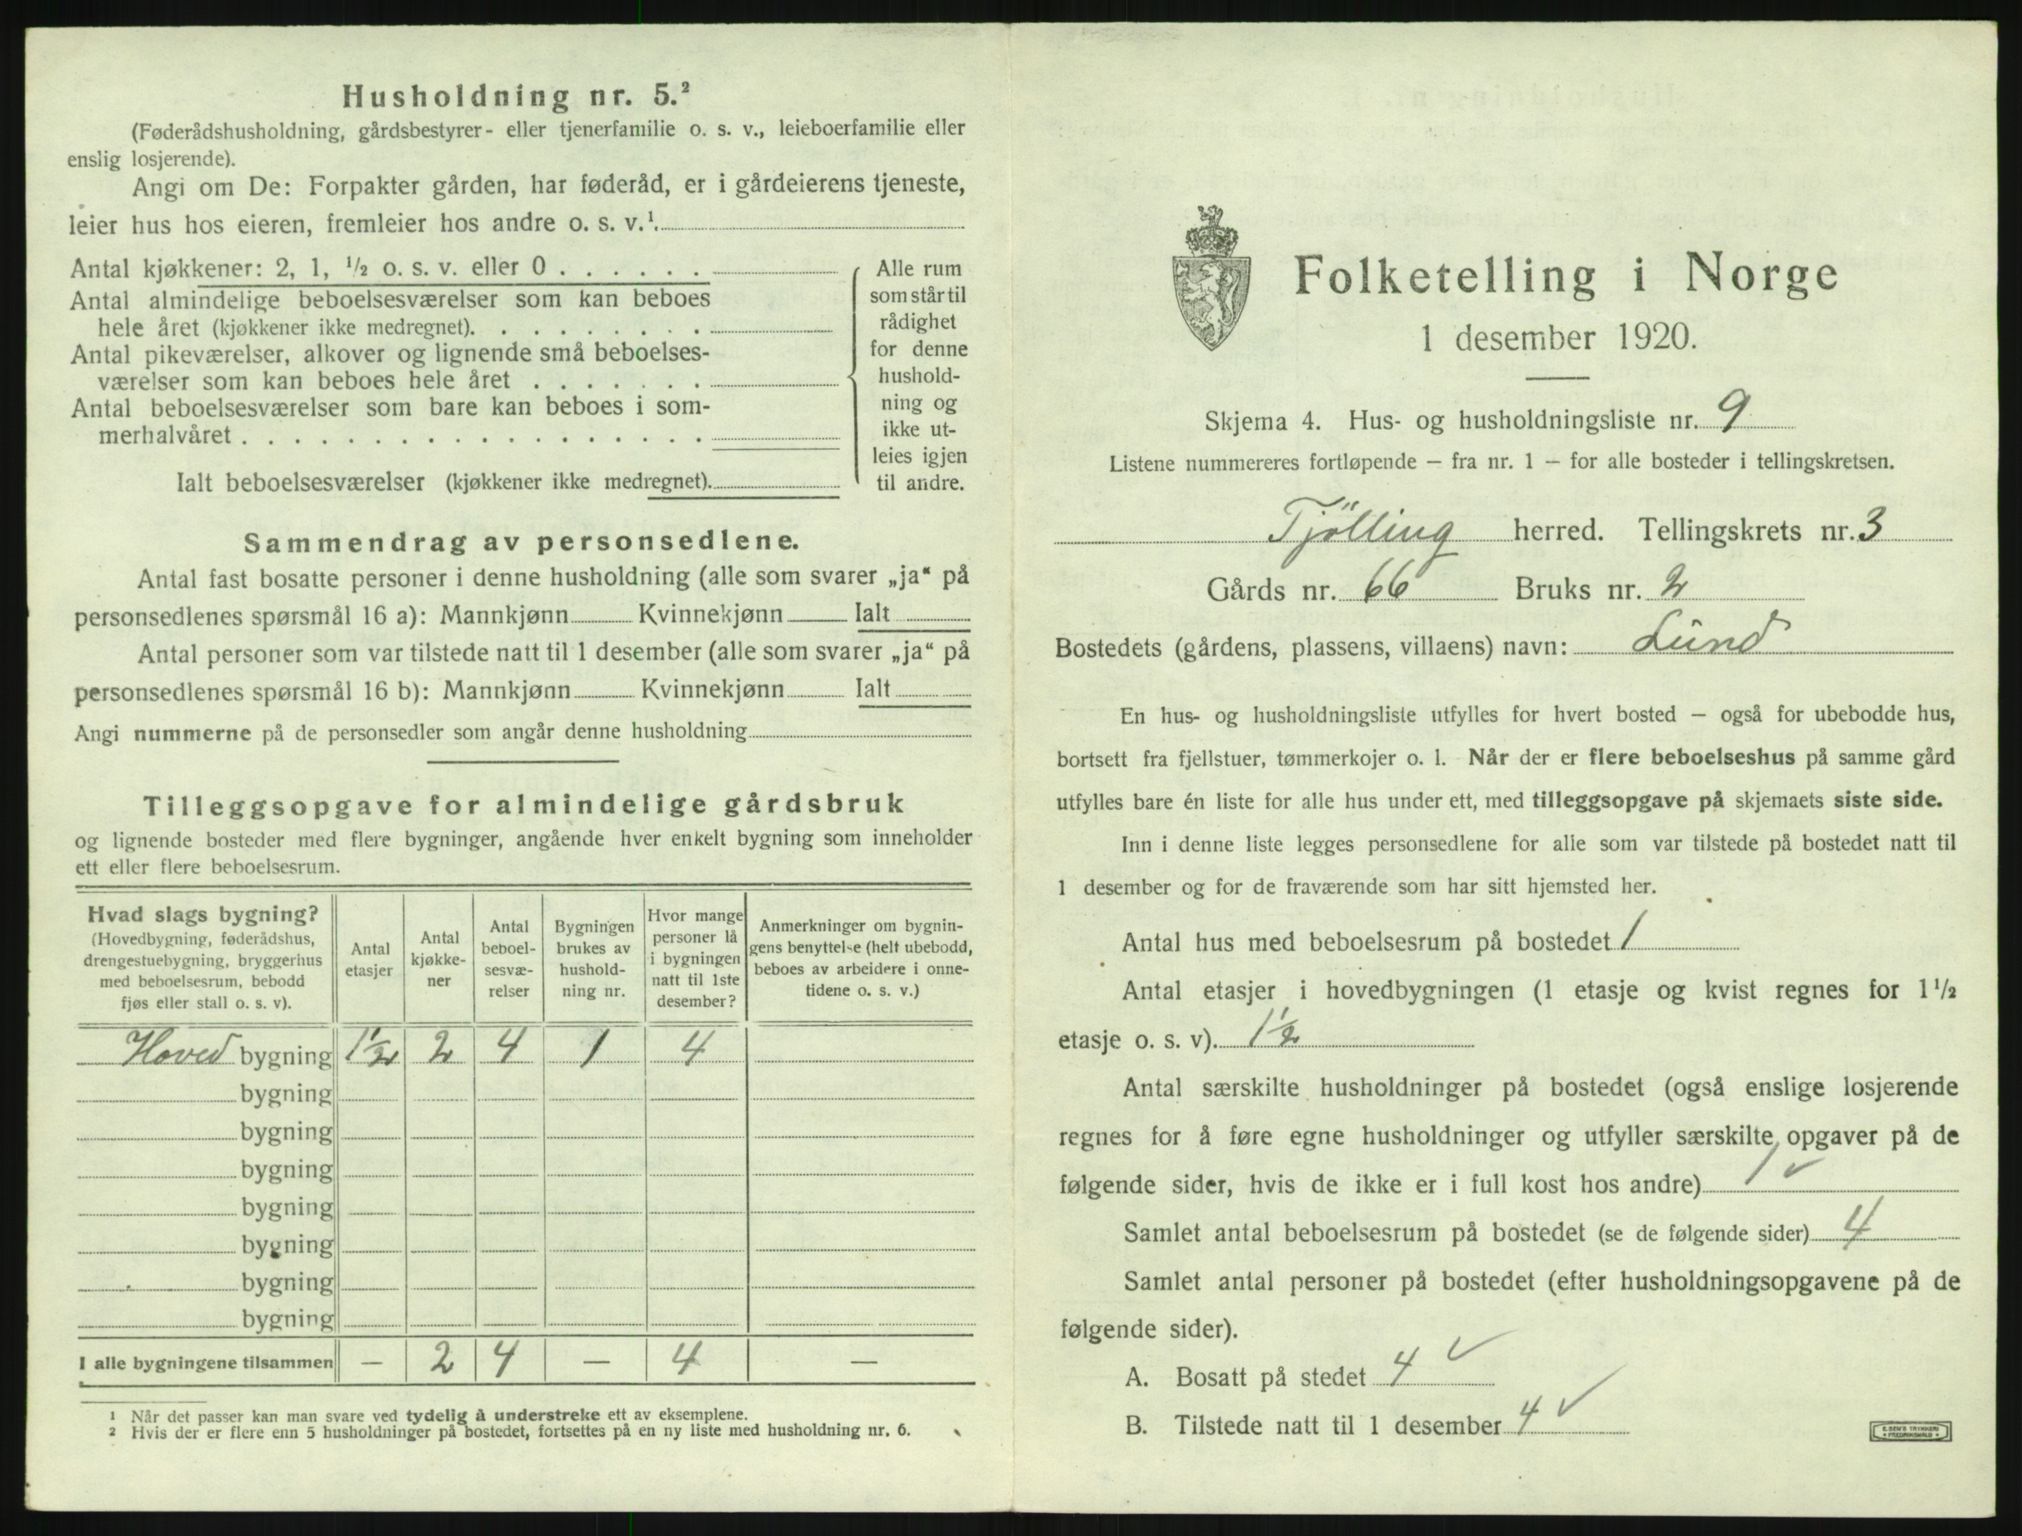 Husholdning nr. 5.²
(Føderådshusholdning, gårdsbestyrer- eller tjenerfamilie o. s. v., leieboerfamilie eller
enslig losjerende).
Angi om De: Forpakter gården, har føderåd, er i gårdeierens tjeneste,
leier hus hos eieren, fremleier hos andre o. s. v.¹.
Antal kjøkkener: 2, 1, ½ o. s. v. eller 0 . . . . . .
Antal almindelige beboelsesværelser som kan beboes
hele året (kjøkkener ikke medregnet). . . . . . . . .
Antal pikeværelser, alkover og lignende små beboelses-
værelser som kan beboes hele året . . . . . . .
Antal beboelsesværelser som bare kan beboes i som-
merhalvåret . . . . . . . . . . . . . . . . . .
Ialt beboelsesværelser (kjøkkener ikke medregnet).
Alle rum
som står til
rådighet
for denne
hushold-
ning og
ikke ut-
leies igjen
til andre.
Sammendrag av personsedlene.
Antal fast bosatte personer i denne husholdning (alle som svarer „ja“ på
personsedlenes spørsmål 16 a): Mannkjønn Kvinnekjønn Ialt
Antal personer som var tilstede natt til 1 desember (alle som svarer „ja“ på
personsedlenes spørsmål 16 b): Mannkjønn Kvinnekjønn Ialt
Angi nummerne på de personsedler som angår denne husholdning
Tilleggsopgave for almindelige gårdsbruk
og lignende bosteder med flere bygninger, angående hver enkelt bygning som inneholder
ett eller flere beboelsesrum.
Hvad slags bygning?
(Hovedbygning, føderådshus,
drengestuebygning, bryggerhus
med beboelsesrum, bebodd
fjøs eller stall o. s. v).
Antal
etasjer
Antal
kjøkke-
ner
Antal
beboel-
sesvæ-
relser
Bygningen
brukes av
hushold-
ning nr.
Hvor mange
personer lå
i bygningen
natt til 1ste
desember?
Anmerkninger om bygnin-
gens benyttelse (helt ubebodd,
beboes av arbeidere i onne-
tidene o. s. v.)
Hoved bygning 1½ 2 4 1 4
bygning
bygning
bygning
bygning
bygning
bygning
bygning
I alle bygningene tilsammen — 2 4 — 4 —
¹ Når det passer kan man svare ved tydelig å understreke ett av eksemplene.
² Hvis der er flere enn 5 husholdninger på bostedet, fortsettes på en ny liste med husholdning nr. 6.
Folketelling i Norge
1 desember 1920.
Skjema 4. Hus- og husholdningsliste nr. 9
Listene nummereres fortløpende – fra nr. 1 – for alle bosteder i tellingskretsen.
Tjölling herred. Tellingskrets nr. 3
Gårds nr. 66 Bruks nr. 2
Bostedets (gårdens, plassens, villaens) navn: Lund
En hus- og husholdningsliste utfylles for hvert bosted – også for ubebodde hus,
bortsett fra fjellstuer, tømmerkojer o. l. Når der er flere beboelseshus på samme gård
utfylles bare én liste for alle hus under ett, med tilleggsopgave på skjemaets siste side.
Inn i denne liste legges personsedlene for alle som var tilstede på bostedet natt til
1 desember og for de fraværende som har sitt hjemsted her.
Antal hus med beboelsesrum på bostedet 1
Antal etasjer i hovedbygningen (1 etasje og kvist regnes for 1½
etasje o. s. v). 1½
Antal særskilte husholdninger på bostedet (også enslige losjerende
regnes for å føre egne husholdninger og utfyller særskilte opgaver på de
følgende sider, hvis de ikke er i full kost hos andre) 1 ✓
Samlet antal beboelsesrum på bostedet (se de følgende sider) 4
Samlet antal personer på bostedet (efter husholdningsopgavene på de
følgende sider).
A. Bosatt på stedet 4 ✓
B. Tilstede natt til 1 desember 4 ✓